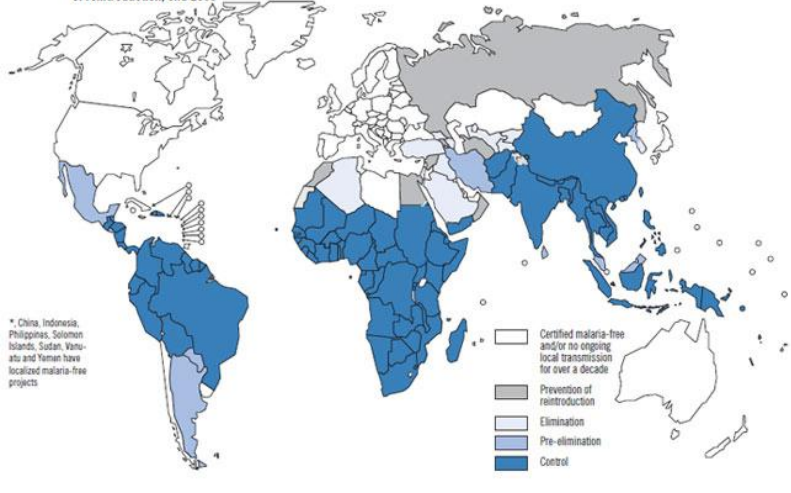 *, China, Indonesia,
Philippines, Solomon
Islands, Sudan, Vanu-
atu and Yemen have
localized malaria-free
projects
Certified malaria-free
and/or no ongoing
local transmission
for over a decade
Prevention of
reintroduction
Elimination
Pre-elimination
Control